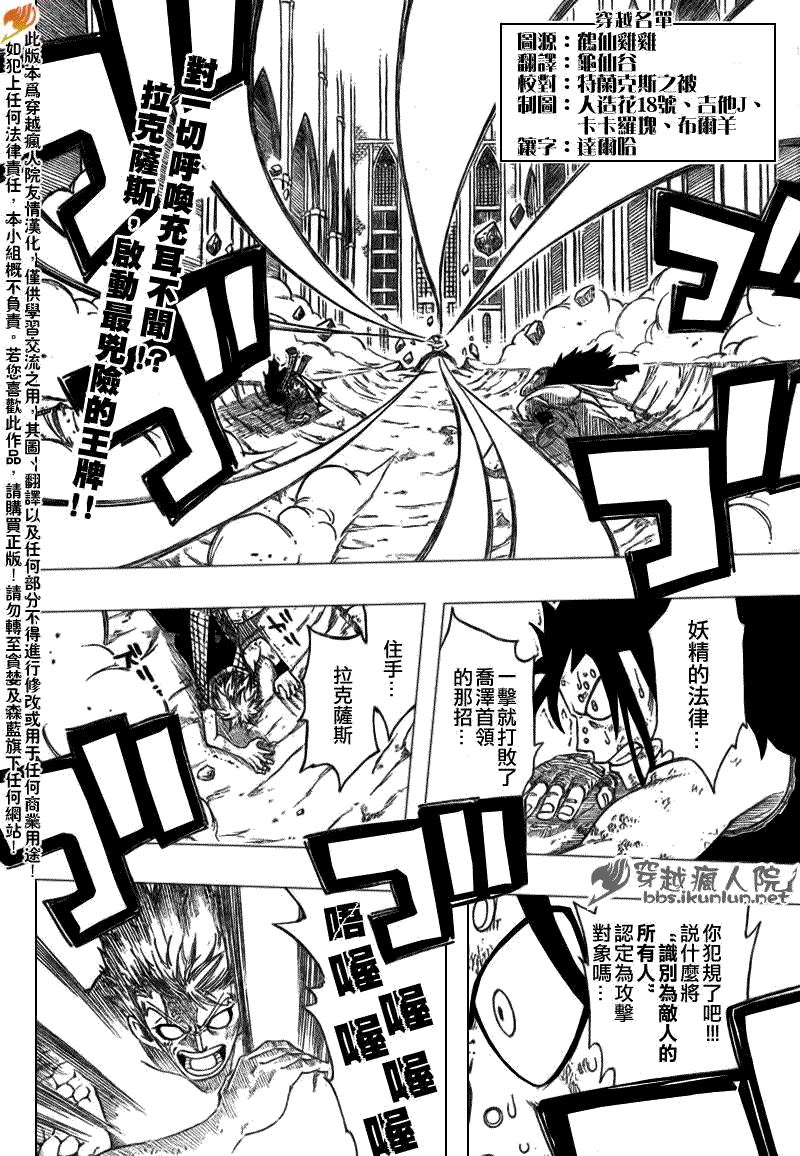 穿越名單
圖源：鶴仙雞雞
翻譯：龜仙谷
校對：特蘭克斯之被
制圖：人造花18號、吉他J、
卡卡羅塊、布爾羊
鑲字：達爾哈
對一切呼喚充耳不聞？
拉克薩斯。啟動最兇險的王牌！！
此版本爲穿越瘋人院友情漢化，僅供學習交流之用，其圖、翻譯以及任何部分不得進行修改或用于任何商業用途！
如犯上任何法律責任，本小組概不負責。若您喜歡此作品，請購買正版！請勿轉至貪婪及森藍旗下任何網站！
ゴゴゴゴ
妖精的法律…
一擊就打敗了
喬澤首領
的那招…
住手…
拉克薩斯
ゴゴゴ
穿越瘋人院
bbs.ikunlun.net
你犯規了吧!!!
説什麼將
“識別為敵人的
所有人”
認定為攻擊
對象嗎…
唔喔喔喔喔喔